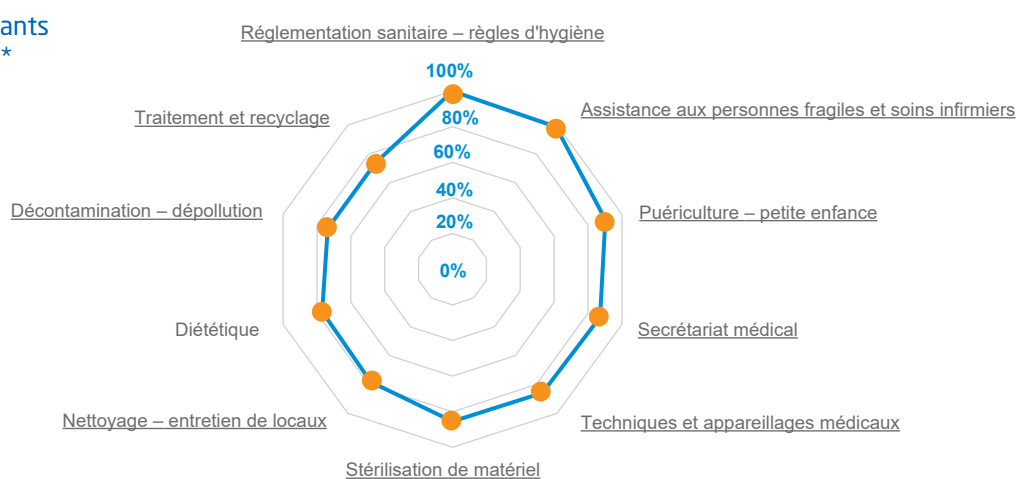 ants
*
Réglementation sanitaire – règles d'hygiène
100%
Assistance aux personnes fragiles et soins infirmiers
Traitement et recyclage
80%
60%
40%
Décontamination – dépollution
Puériculture – petite enfance
20%
0%
Diététique
Secrétariat médical
Nettoyage – entretien de locaux
Techniques et appareillages médicaux
Stérilisation de matériel